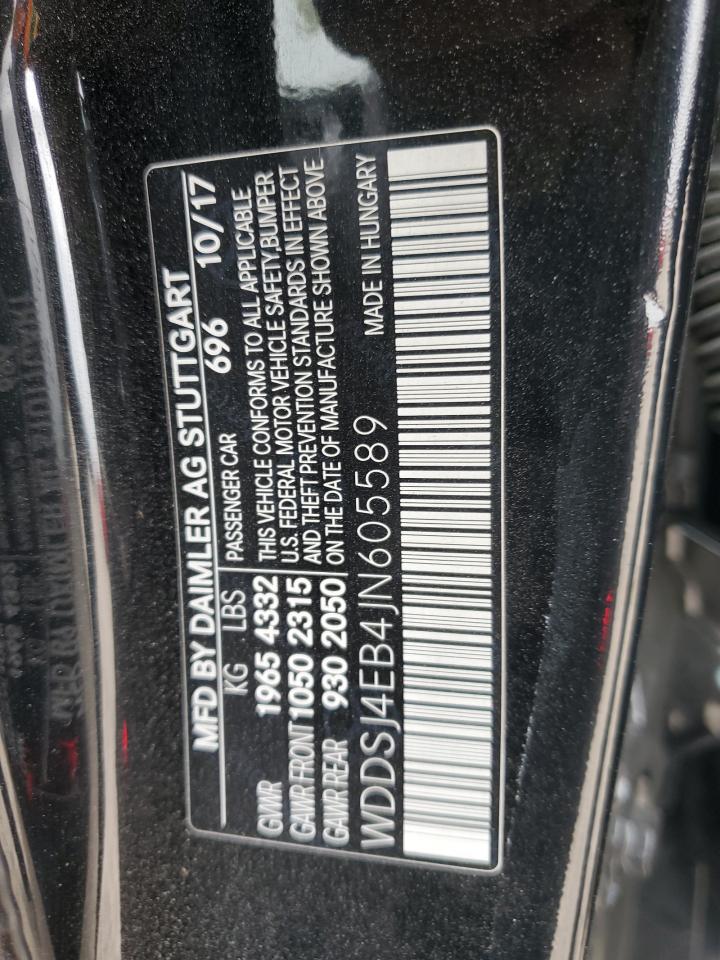 MFD BY DAIMLER AG STUTTGART
KG LBS PASSENGER CAR 696 10/17
GVWR 1965 4332 THIS VEHICLE CONFORMS TO ALL APPLICABLE
GAWR FRONT 1050 2315 U.S. FEDERAL MOTOR VEHICLE SAFETY,BUMPER
AND THEFT PREVENTION STANDARDS IN EFFECT
GAWR REAR 930 2050 ON THE DATE OF MANUFACTURE SHOWN ABOVE
WDDSJ4EB4JN605589 MADE IN HUNGARY